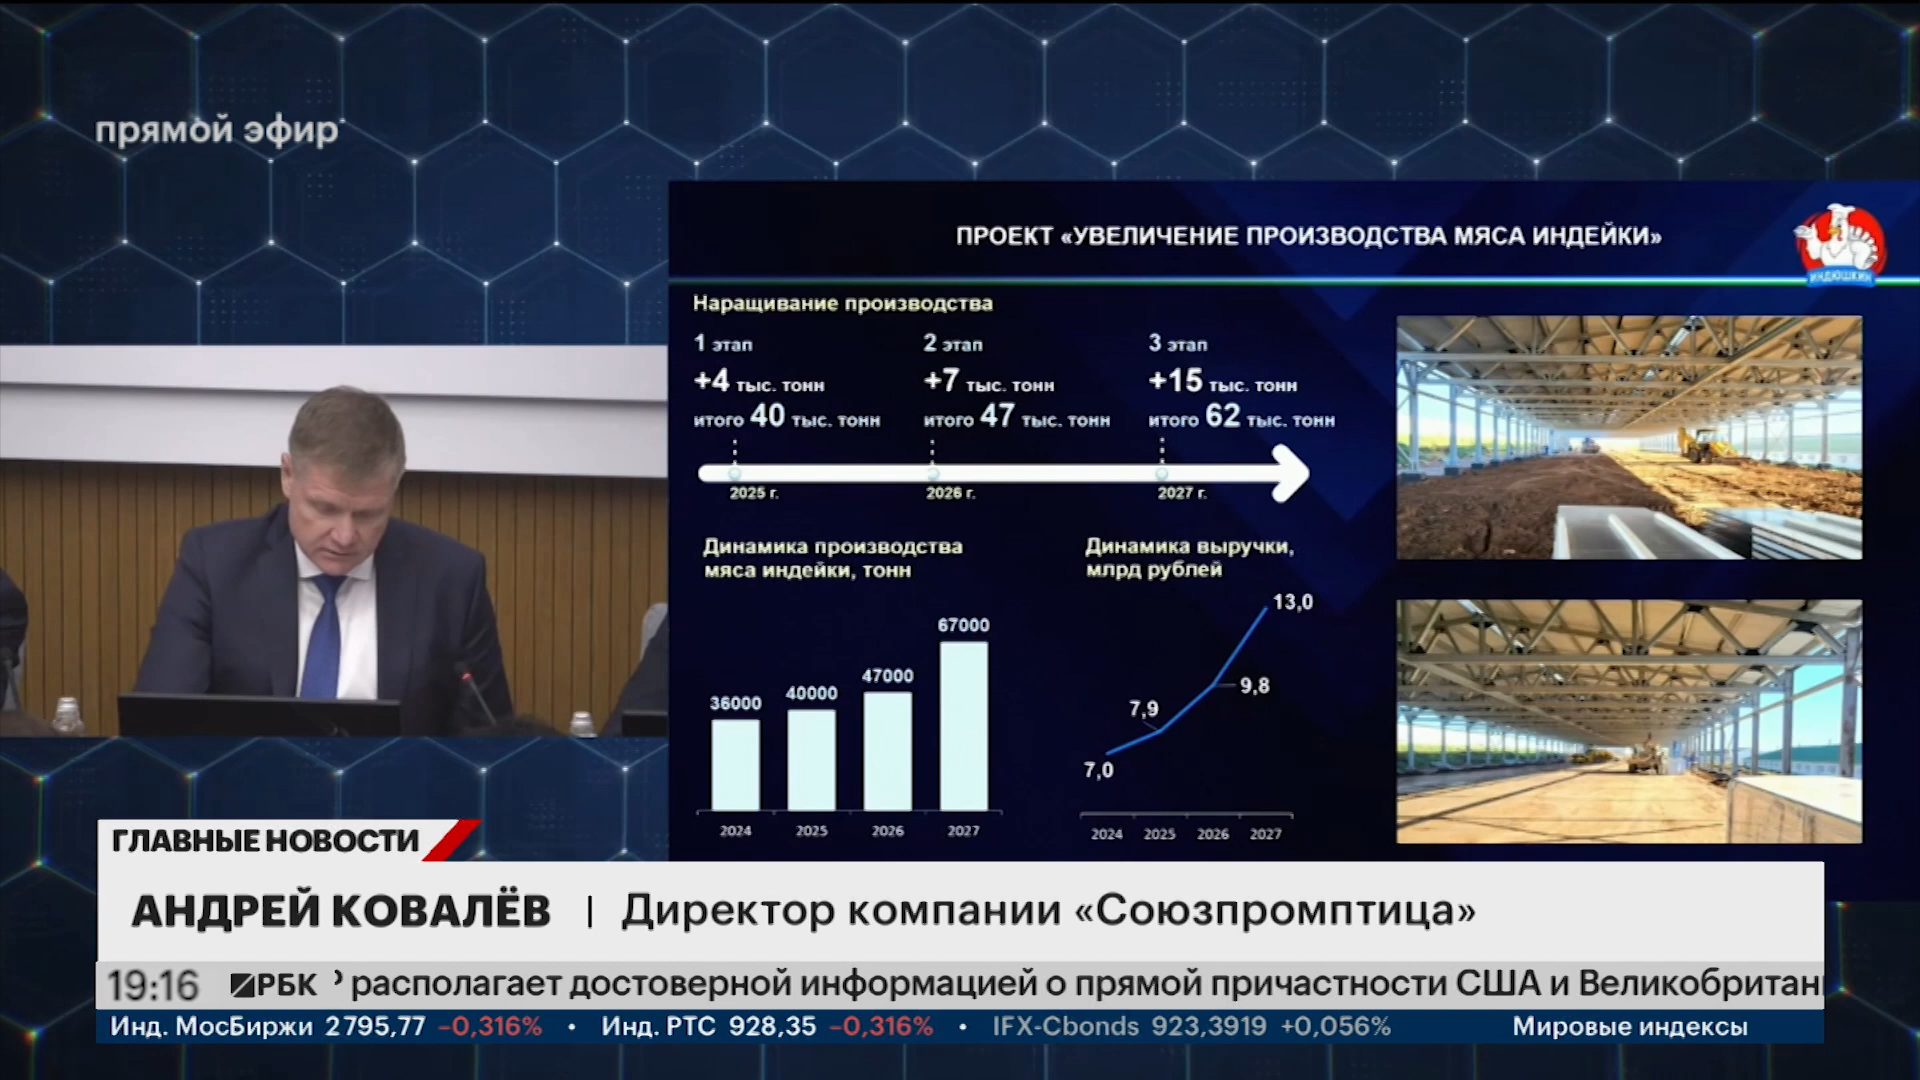 прямой эфир
ПРОЕКТ «УВЕЛИЧЕНИЕ ПРОИЗВОДСТВА МЯСА ИНДЕЙКИ»
ИНДЮШКИН
Наращивание производства
1 этап
+4 тыс. тонн
итого 40 тыс. тонн
2 этап
+7 тыс. тонн
итого 47 тыс. тонн
3 этап
+15 тыс. тонн
итого 62 тыс. тонн
2025 г.
2026 г.
2027 г.
Динамика производства
мяса индейки, тонн
36000
40000
47000
67000
2024
2025
2026
2027
Динамика выручки,
млрд рублей
7,0
7,9
9,8
13,0
2024
2025
2026
2027
ГЛАВНЫЕ НОВОСТИ
АНДРЕЙ КОВАЛЁВ | Директор компании «Союзпромптица»
19:16 РБК располагает достоверной информацией о прямой причастности США и Великобритан
Инд. МосБиржи 2795,77 -0,316% • Инд. РТС 928,35 -0,316% • IFX-Cbonds 923,3919 +0,056% Мировые индексы